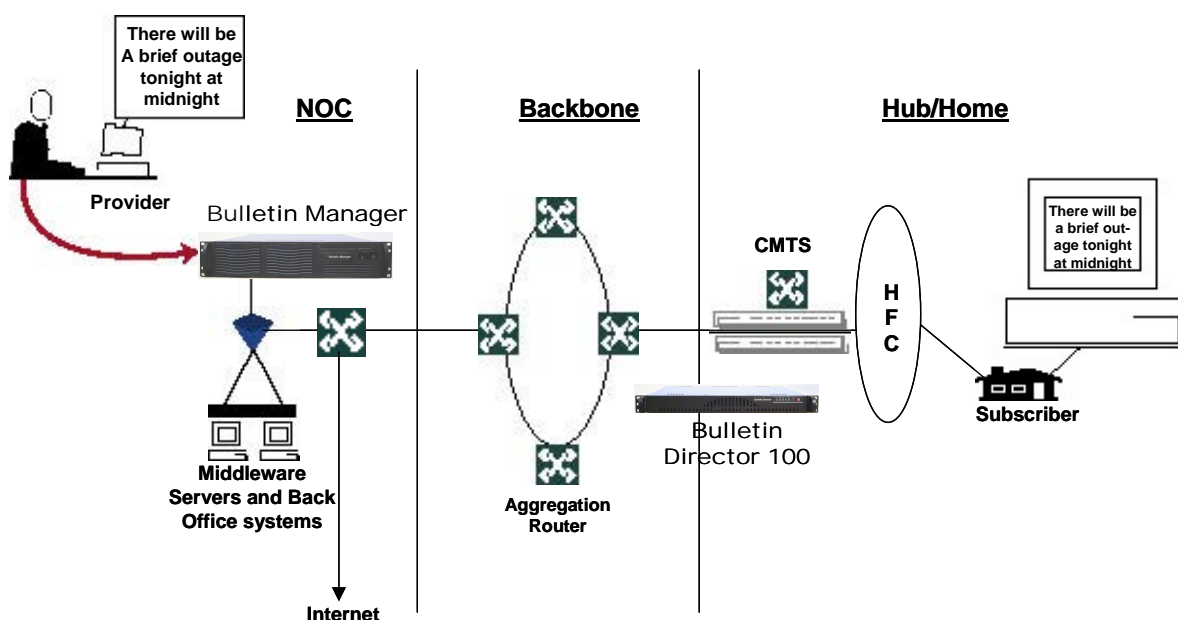 There will be
A brief outage
tonight at
midnight
NOC
Backbone
Hub/Home
Provider
Bulletin Manager
There will be
a brief out-
age tonight
at midnight
CMTS
H
F
C
Subscriber
Bulletin
Director 100
Middleware
Servers and Back
Office systems
Aggregation
Router
Internet